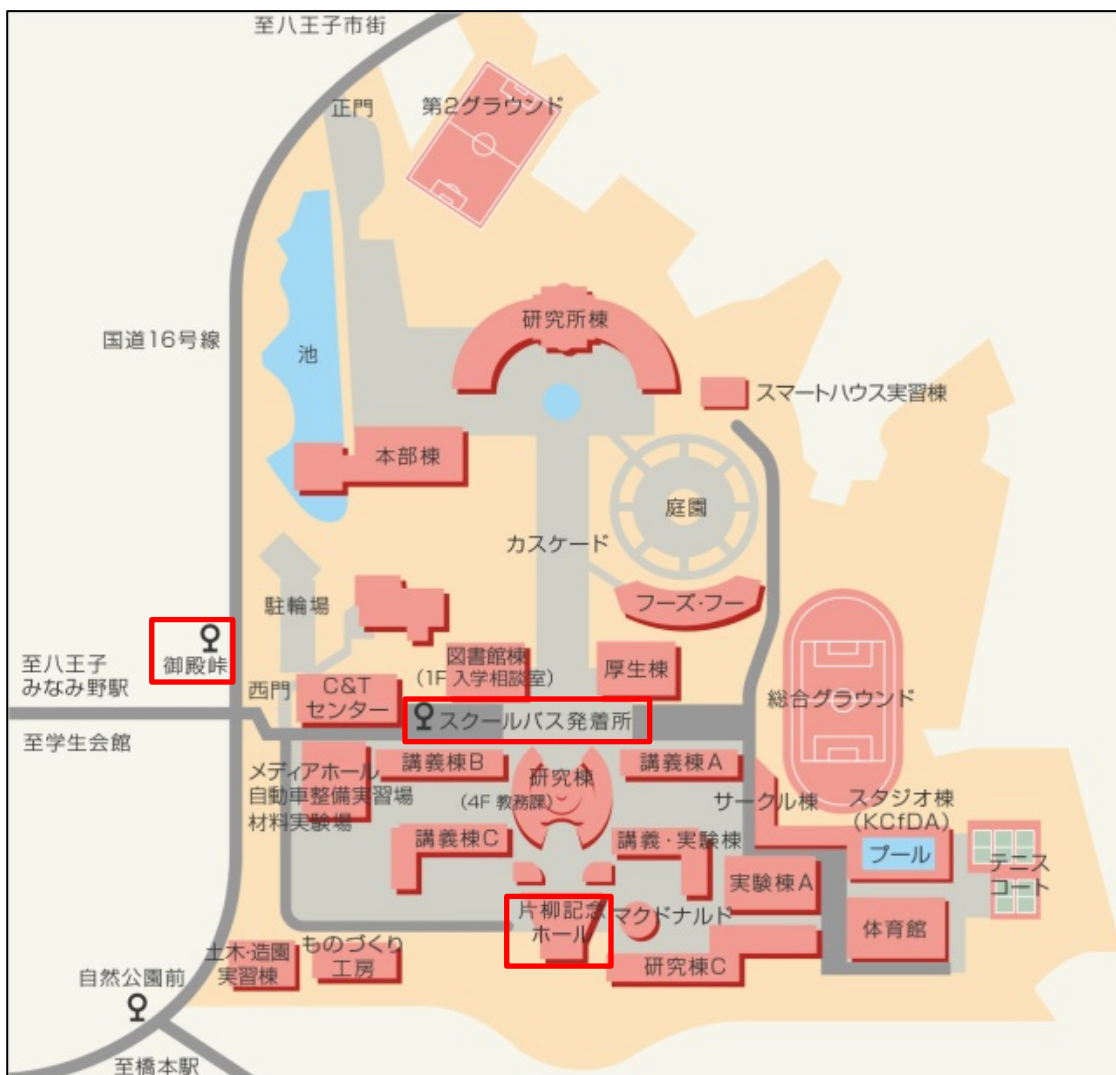 至八王子市街
正門
第2グラウンド
国道16号線
池
研究所棟
スマートハウス実習棟
本部棟
庭園
カスケード
駐輪場
フーズ・フー
御殿峠
至八王子
みなみ野駅
至学生会館
西門
C&T
センター
図書館棟
(1F 入学相談室)
厚生棟
総合グラウンド
スクールバス発着所
メディアホール
自動車整備実習場
材料実験場
講義棟B
研究棟
(4F 教務課)
講義棟A
サークル棟
スタジオ棟
(KCfDA)
プール
テニス
コート
講義棟C
講義・実験棟
実験棟A
片柳記念
ホール
マクドナルド
体育館
研究棟C
土木・造園
実習棟
ものづくり
工房
自然公園前
至橋本駅